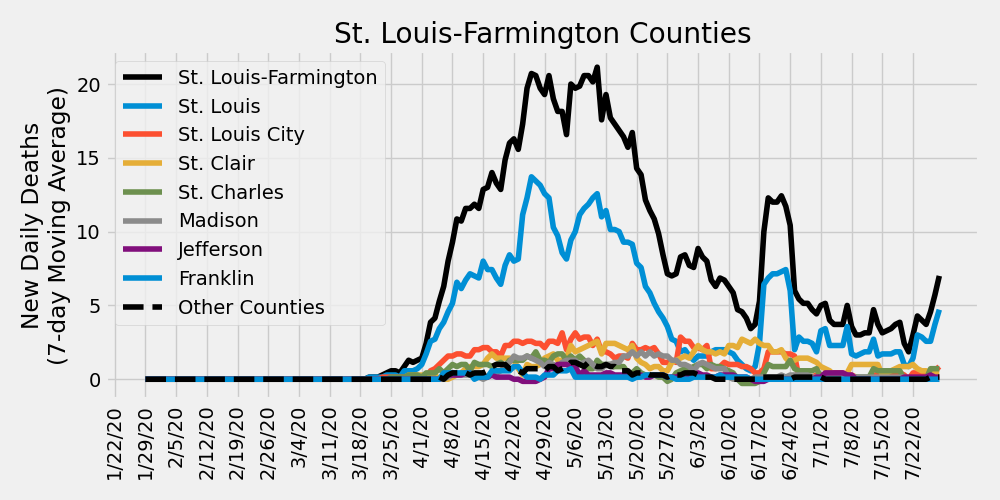 St. Louis-Farmington Counties
New Daily Deaths
(7-day Moving Average)
20
15
10
5
0
St. Louis-Farmington
St. Louis
St. Louis City
St. Clair
St. Charles
Madison
Jefferson
Franklin
Other Counties
1/22/20
1/29/20
2/5/20
2/12/20
2/19/20
2/26/20
3/4/20
3/11/20
3/18/20
3/25/20
4/1/20
4/8/20
4/15/20
4/22/20
4/29/20
5/6/20
5/13/20
5/20/20
5/27/20
6/3/20
6/10/20
6/17/20
6/24/20
7/1/20
7/8/20
7/15/20
7/22/20